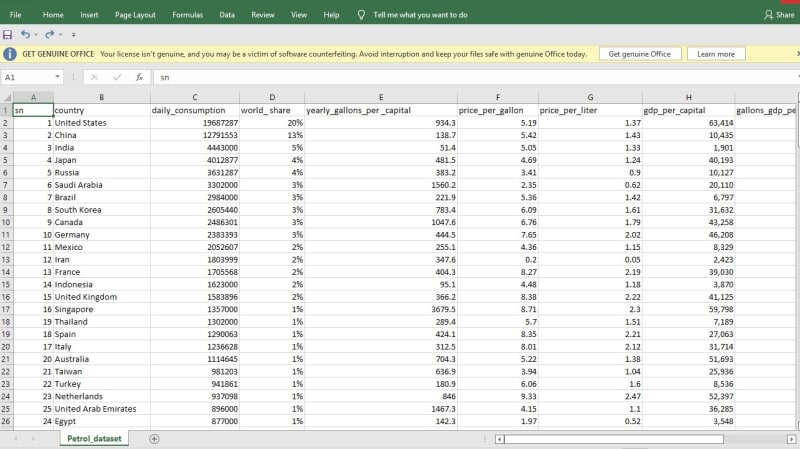 File Home Insert Page Layout Formulas Data Review View Help Tell me what you want to do Share
GET GENUINE OFFICE Your license isn't genuine, and you may be a victim of software counterfeiting. Avoid interruption and keep your files safe with genuine Office today. Get genuine Office Learn more
A1 fx sn
A B C D E F G H
1 sn country daily_consumption world_ share yearly_gallons_per _capital price_per_gallon price_per_liter gdp_per_capital gallons_gdp_pe
2 1 United States 19687287 20% 934.3 5.19 1.37 63,414
3 2 China 12791553 13% 138.7 5.42 1.43 10,435
4 3 India 4443000 5% 51.4 5.05 1.33 1,901
5 4 Japan 4012877 4% 481.5 4.69 1.24 40,193
6 5 Russia 3631287 4% 383.2 3.41 0.9 10,127
7 6 Saudi Arabia 3302000 3% 1560.2 2.35 0.62 20,110
8 7 Brazil 2984000 3% 221.9 5.36 1.42 6,797
9 8 South Korea 2605440 3% 783.4 6.09 1.61 31,632
10 9 Canada 2486301 3% 1047.6 6.76 1.79 43,258
11 10 Germany 2383393 3% 444.5 7.65 2.02 46,208
12 11 Mexico 2052607 2% 255.1 4.36 1.15 8,329
13 12 Iran 1803999 2% 347.6 0.2 0.05 2,423
14 13 France 1705568 2% 404.3 8.27 2.19 39,030
15 14 Indonesia 1623000 2% 95.1 4.48 1.18 3,870
16 15 United Kingdom 1583896 2% 366.2 8.38 2.22 41,125
17 16 Singapore 1357000 1% 3679.5 8.71 2.3 59,798
18 19 Thailand 1302000 1% 289.4 5.7 1.51 7,189
19 18 Spain 1290063 1% 424.1 8.35 2.21 27,063
20 17 Italy 1236628 1% 312.5 8.01 2.12 31,714
21 20 Australia 1114645 1% 704.3 5.22 1.38 51,693
22 21 Taiwan 981203 1% 636.9 3.94 1.04 25,936
23 22 Turkey 941861 1% 180.9 6.06 1.6 8,536
24 23 Netherlands 937098 1% 846 9.33 2.47 52,397
25 25 United Arab Emirates 896000 1% 1467.3 4.15 1.1 36,285
26 24 Egypt 877000 1% 142.3 1.97 0.52 3,548
Petrol_dataset